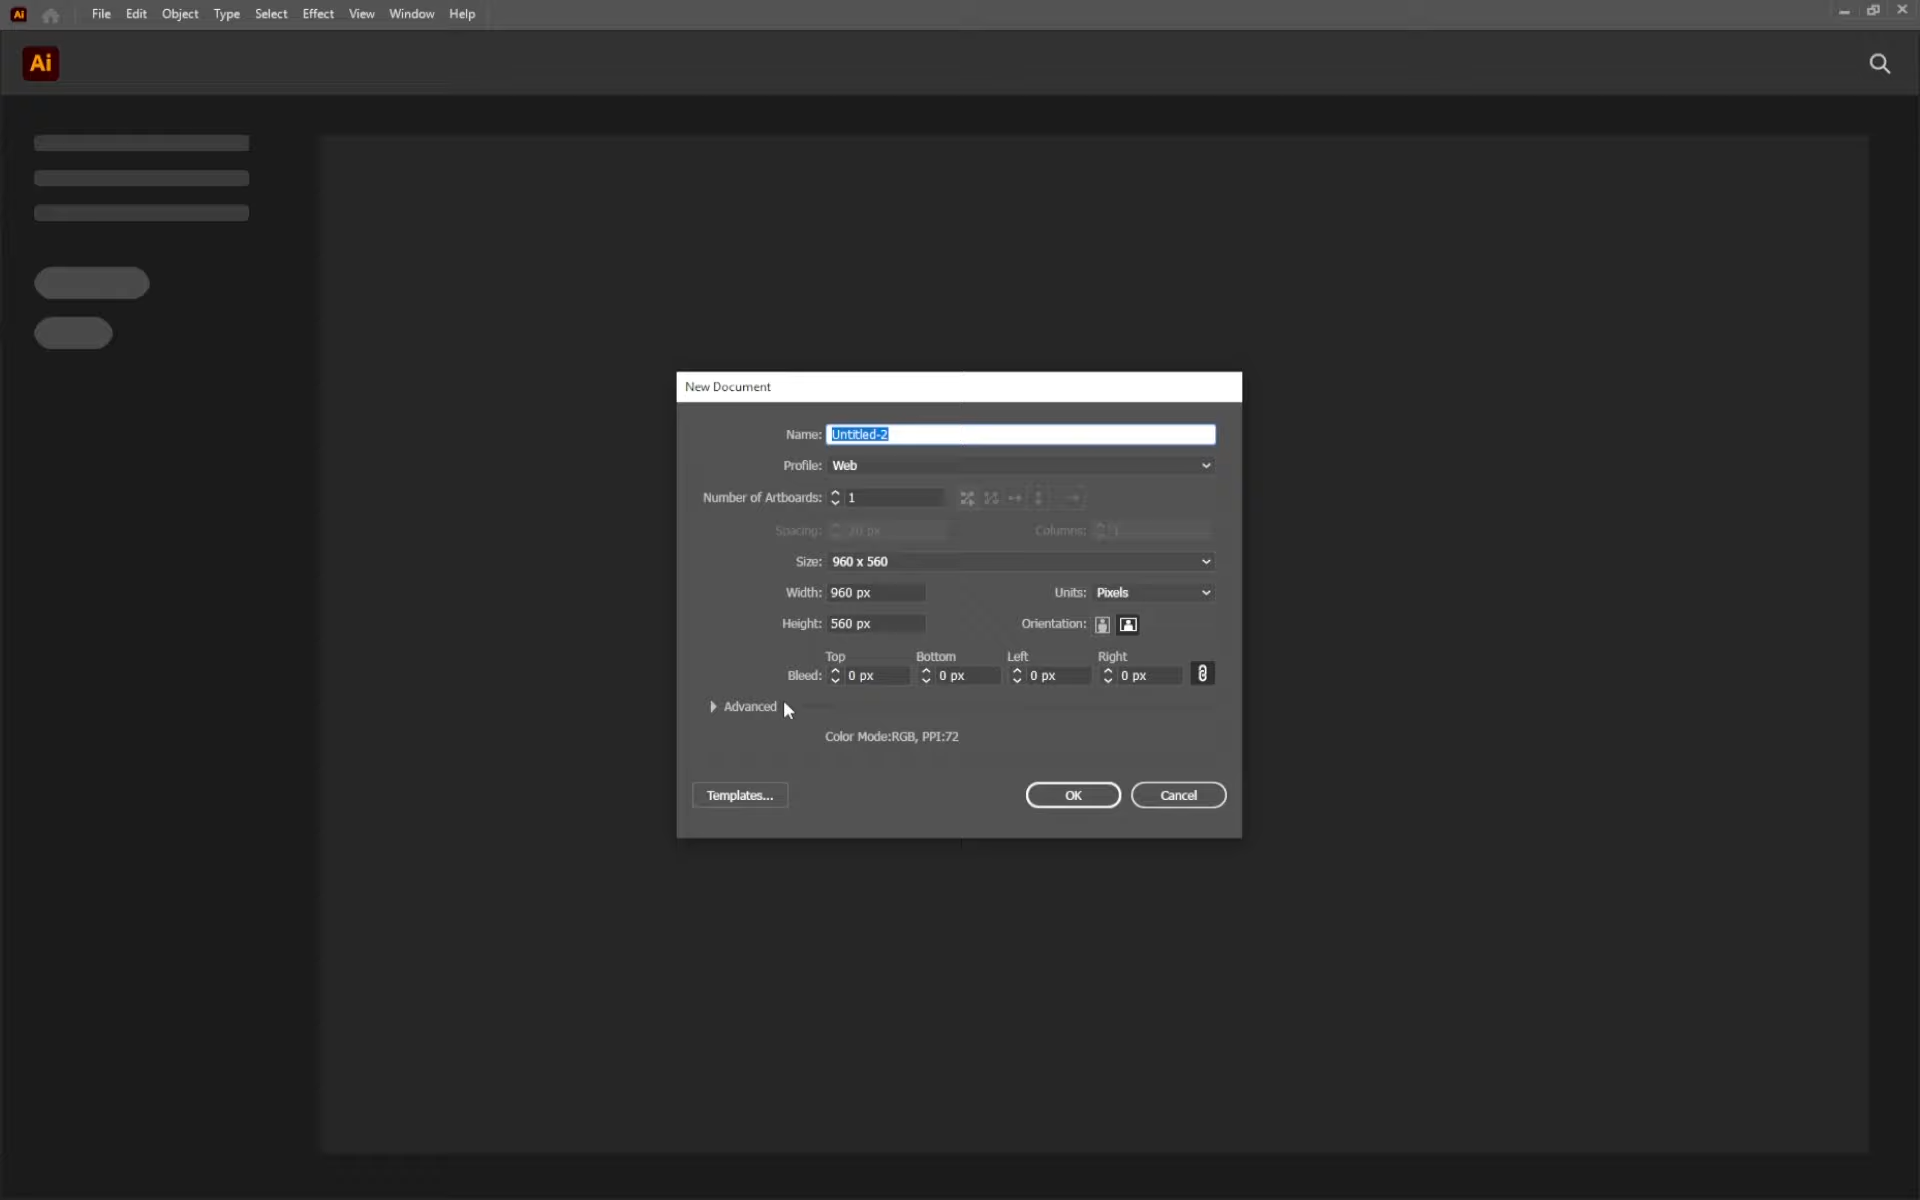 Ai File Edit Object Type Select Effect View Window Help
Ai
New Document
Name: Untitled-2
Profile: Web
Number of Artboards: 1
Spacing: 20 px Columns: 1
Size: 960 x 560
Width: 960 px Units: Pixels
Height: 560 px Orientation:
Top Bottom Left Right
Bleed: 0 px 0 px 0 px 0 px
Advanced
Color Mode:RGB, PPI:72
Templates... OK Cancel